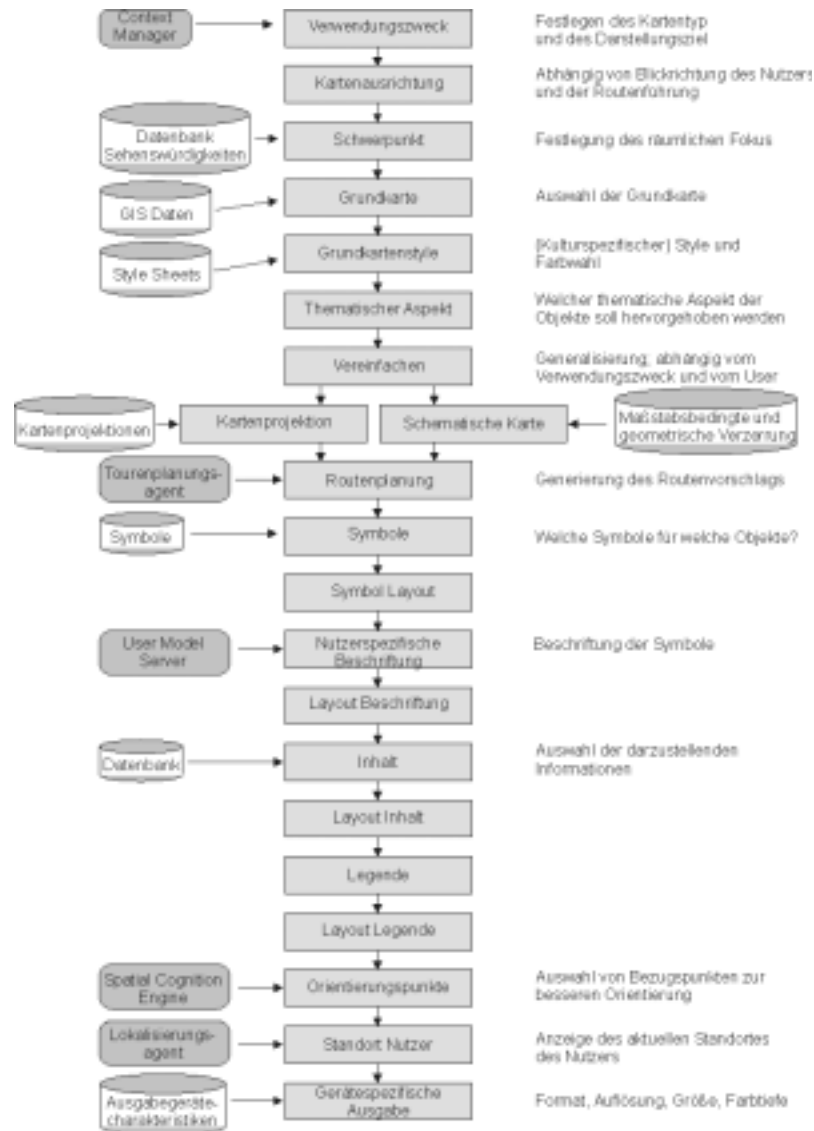 Context
Manager
Verwendungszweck
Festlegen des Kartentyp
und des Darstellungsziel
Kartenausrichtung
Abhängig von Blickrichtung des Nutzers
und der Routenführung
Datenbank
Sehenswürdigkeiten
Schwerpunkt
Festlegung des räumlichen Fokus
GIS Daten
Grundkarte
Auswahl der Grundkarte
Style Sheets
Grundkartenstyle
(Kulturspezifischer) Style und
Farbwahl
Thematischer Aspekt
Welcher thematische Aspekt der
Objekte soll hervorgehoben werden
Vereinfachen
Generalisierung; abhängig vom
Verwendungszweck und vom User
Kartenprojektionen
Kartenprojektion
Schematische Karte
Maßstabsbedingte und
geometrische Verzerrung
Tourenplanungs-
agent
Routenplanung
Generierung des Routenvorschlags
Symbole
Symbole
Welche Symbole für welche Objekte?
Symbol Layout
User Model
Server
Nutzerspezifische
Beschriftung
Beschriftung der Symbole
Layout Beschriftung
Datenbank
Inhalt
Auswahl der darzustellenden
Informationen
Layout Inhalt
Legende
Layout Legende
Spatial Cognition
Engine
Orientierungspunkte
Auswahl von Bezugspunkten zur
besseren Orientierung
Lokalisierungs-
agent
Standort Nutzer
Anzeige des aktuellen Standortes
des Nutzers
Ausgabegeräte-
charakteristiken
Gerätespezifische
Ausgabe
Format, Auflösung, Größe, Farbtiefe